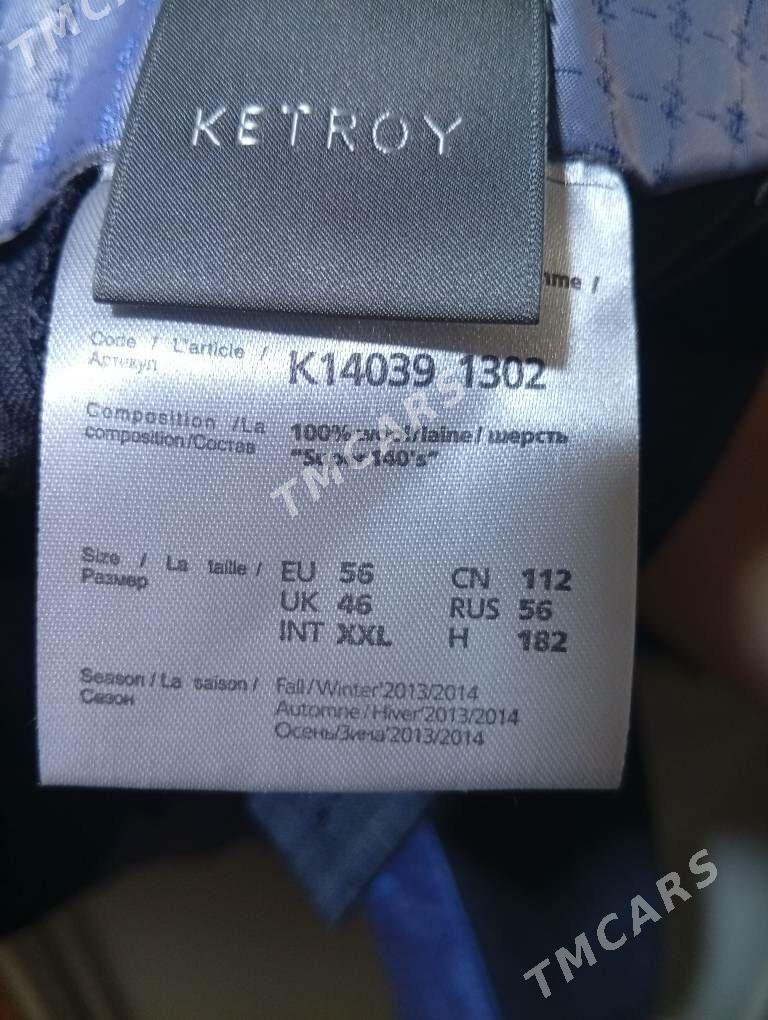 TMCARS
KETROY
/
Code / L'article /
Артикул
K14039 1302
Composition /La
composition/Состав
100% /laine/ шерсть
140's"
TMCARS
Size / La taille /
Размер
EU 56 CN 112
UK 46 RUS 56
INT XXL H 182
Season / La saison /
Сезон
Fall/Winter'2013/2014
Automne/Hiver'2013/2014
Осень/Зима'2013/2014
TMCARS